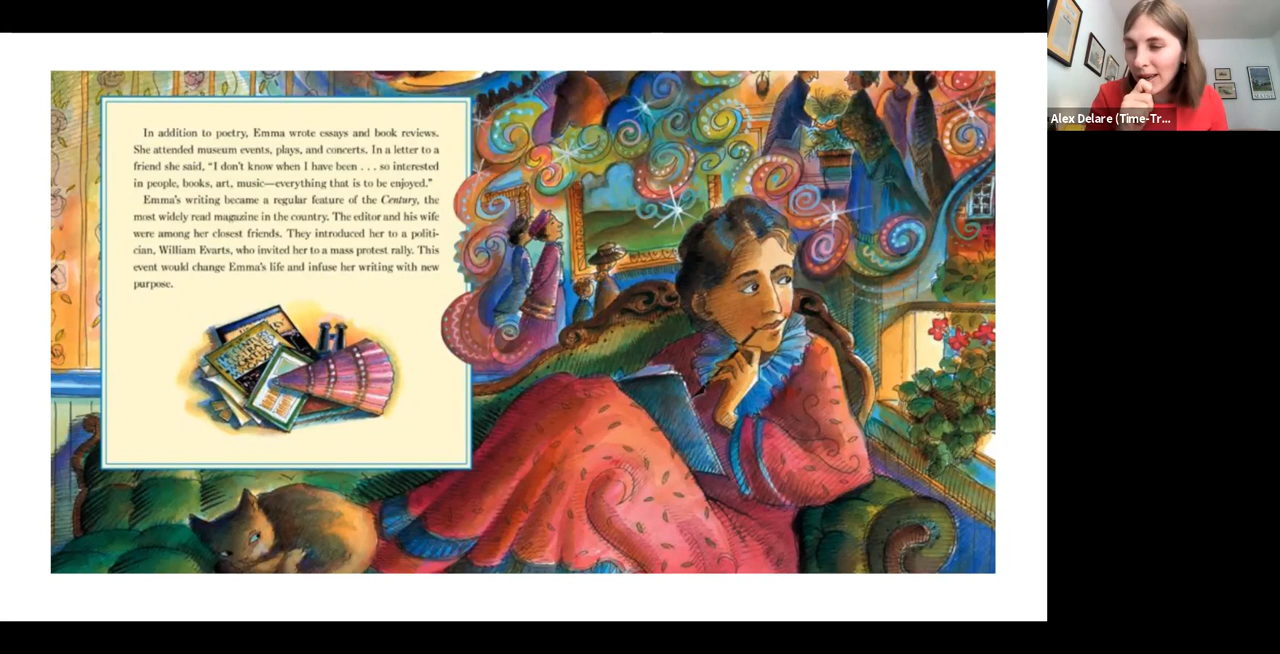 In addition to poetry, Emma wrote essays and book reviews.
She attended museum events, plays, and concerts. In a letter to a
friend she said, “I don’t know when I have been . . . so interested
in people, books, art, music—everything that is to be enjoyed.”
Emma’s writing became a regular feature of the Century, the
most widely read magazine in the country. The editor and his wife
were among her closest friends. They introduced her to a politi-
cian, William Evarts, who invited her to a mass protest rally. This
event would change Emma’s life and infuse her writing with new
purpose.
Alex Delare (Time-Tr...